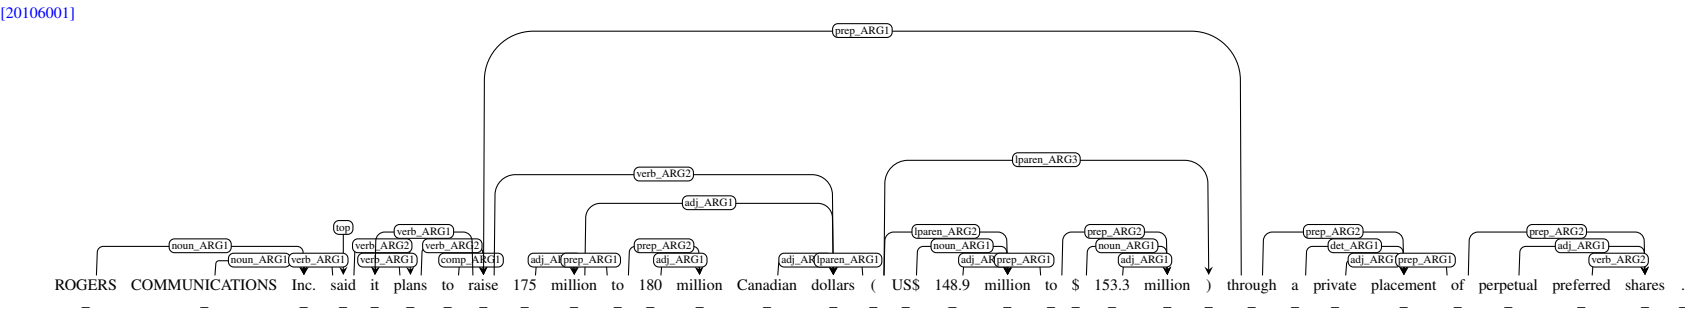 [20106001]
prep_ARG1
lparen_ARG3
verb_ARG2
adj_ARG1
top verb_ARG1 lparen_ARG2 prep_ARG2 prep_ARG2 prep_ARG2
noun_ARG1 verb_ARG2 verb_ARG2 prep_ARG2 noun_ARG1 noun_ARG1 det_ARG1 adj_ARG1
noun_ARG1 verb_ARG1 verb_ARG1 comp_ARG1 prep_ARG1 adj_ARG1 lparen_ARG1 prep_ARG1 adj_ARG1 prep_ARG1 verb_ARG2
ROGERS COMMUNICATIONS Inc. said it plans to raise 175 million to 180 million Canadian dollars ( US$ 148.9 million to $ 153.3 million ) through a private placement of perpetual preferred shares .
_ _ _ _ _ _ _ _ _ _ _ _ _ _ _ _ _ _ _ _ _ _ _ _ _ _ _ _ _ _ _ _ _